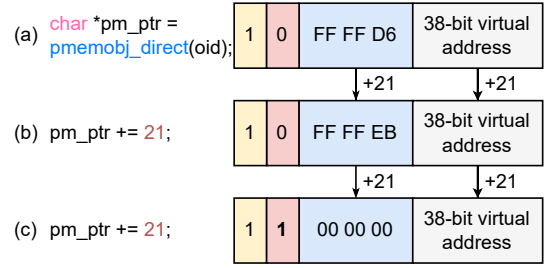 (a) char *pm_ptr =
pmemobj_direct(oid);
1 0 FF FF D6 38-bit virtual
address
+21 +21
(b) pm_ptr += 21;
1 0 FF FF EB 38-bit virtual
address
+21 +21
(c) pm_ptr += 21;
1 1 00 00 00 38-bit virtual
address